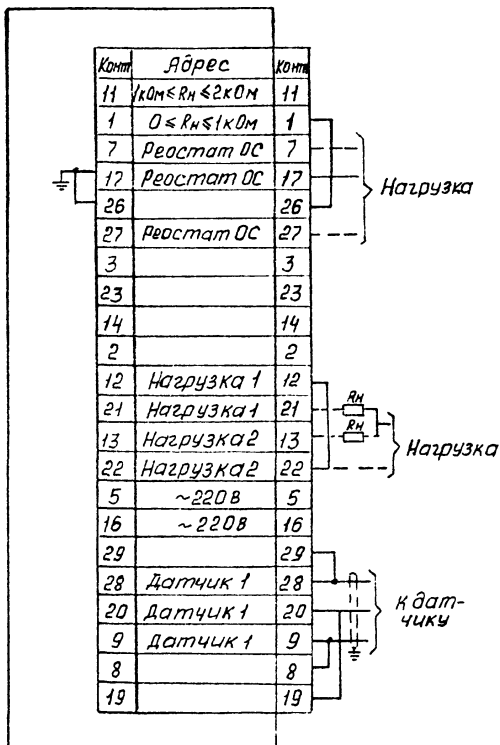 Конт Адрес Конт
11 1кОм≤Rн≤2кОм 11
1 0≤Rн≤1кОм 1
7 Реостат ОС 7
17 Реостат ОС 17
26 26
27 Реостат ОС 27
Нагрузка
3 3
23 23
14 14
2 2
12 Нагрузка 1 12
21 Нагрузка 1 21 Rн
13 Нагрузка 2 13 Rн
22 Нагрузка 2 22
Нагрузка
5 ~220В 5
16 ~220В 16
29 29
28 Датчик 1 28
20 Датчик 1 20
9 Датчик 1 9
К дат-
чику
8 8
19 19